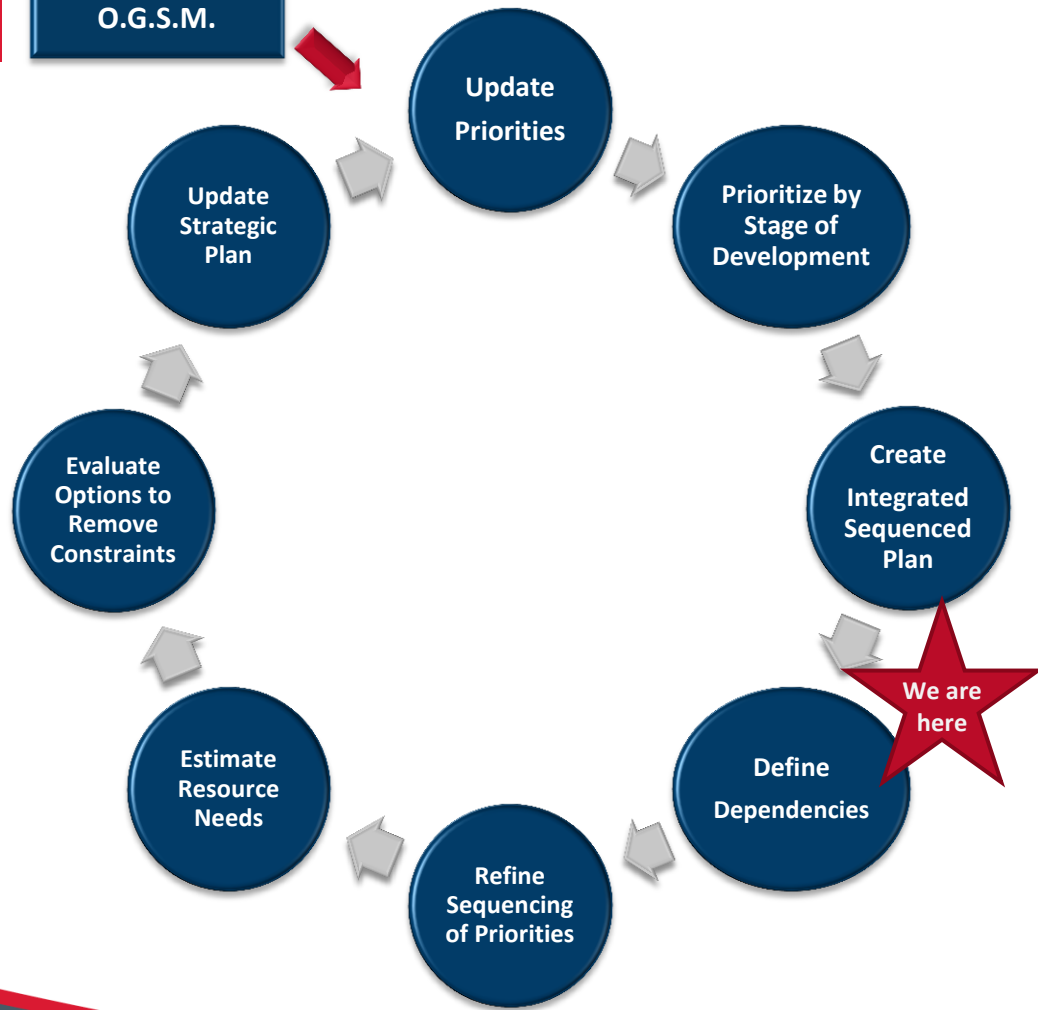 O.G.S.M.
Update
Priorities
Prioritize by
Stage of
Development
Create
Integrated
Sequenced
Plan
We are
here
Define
Dependencies
Refine
Sequencing
of Priorities
Estimate
Resource
Needs
Evaluate
Options to
Remove
Constraints
Update
Strategic
Plan